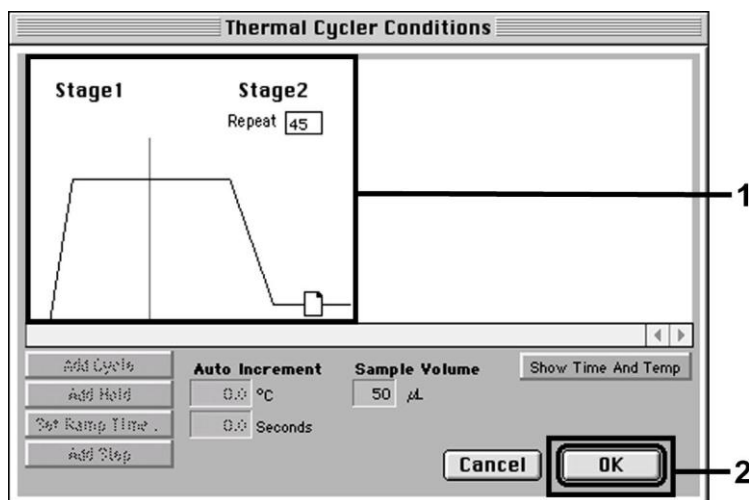 Thermal Cycler Conditions
Stage1 Stage2
Repeat 45
1
Add Cycle
Add Hold
Set Ramp Time .
Add Step
Auto Increment
0.0 °C
0.0 Seconds
Sample Volume
50 µL
Show Time And Temp
Cancel
OK
2